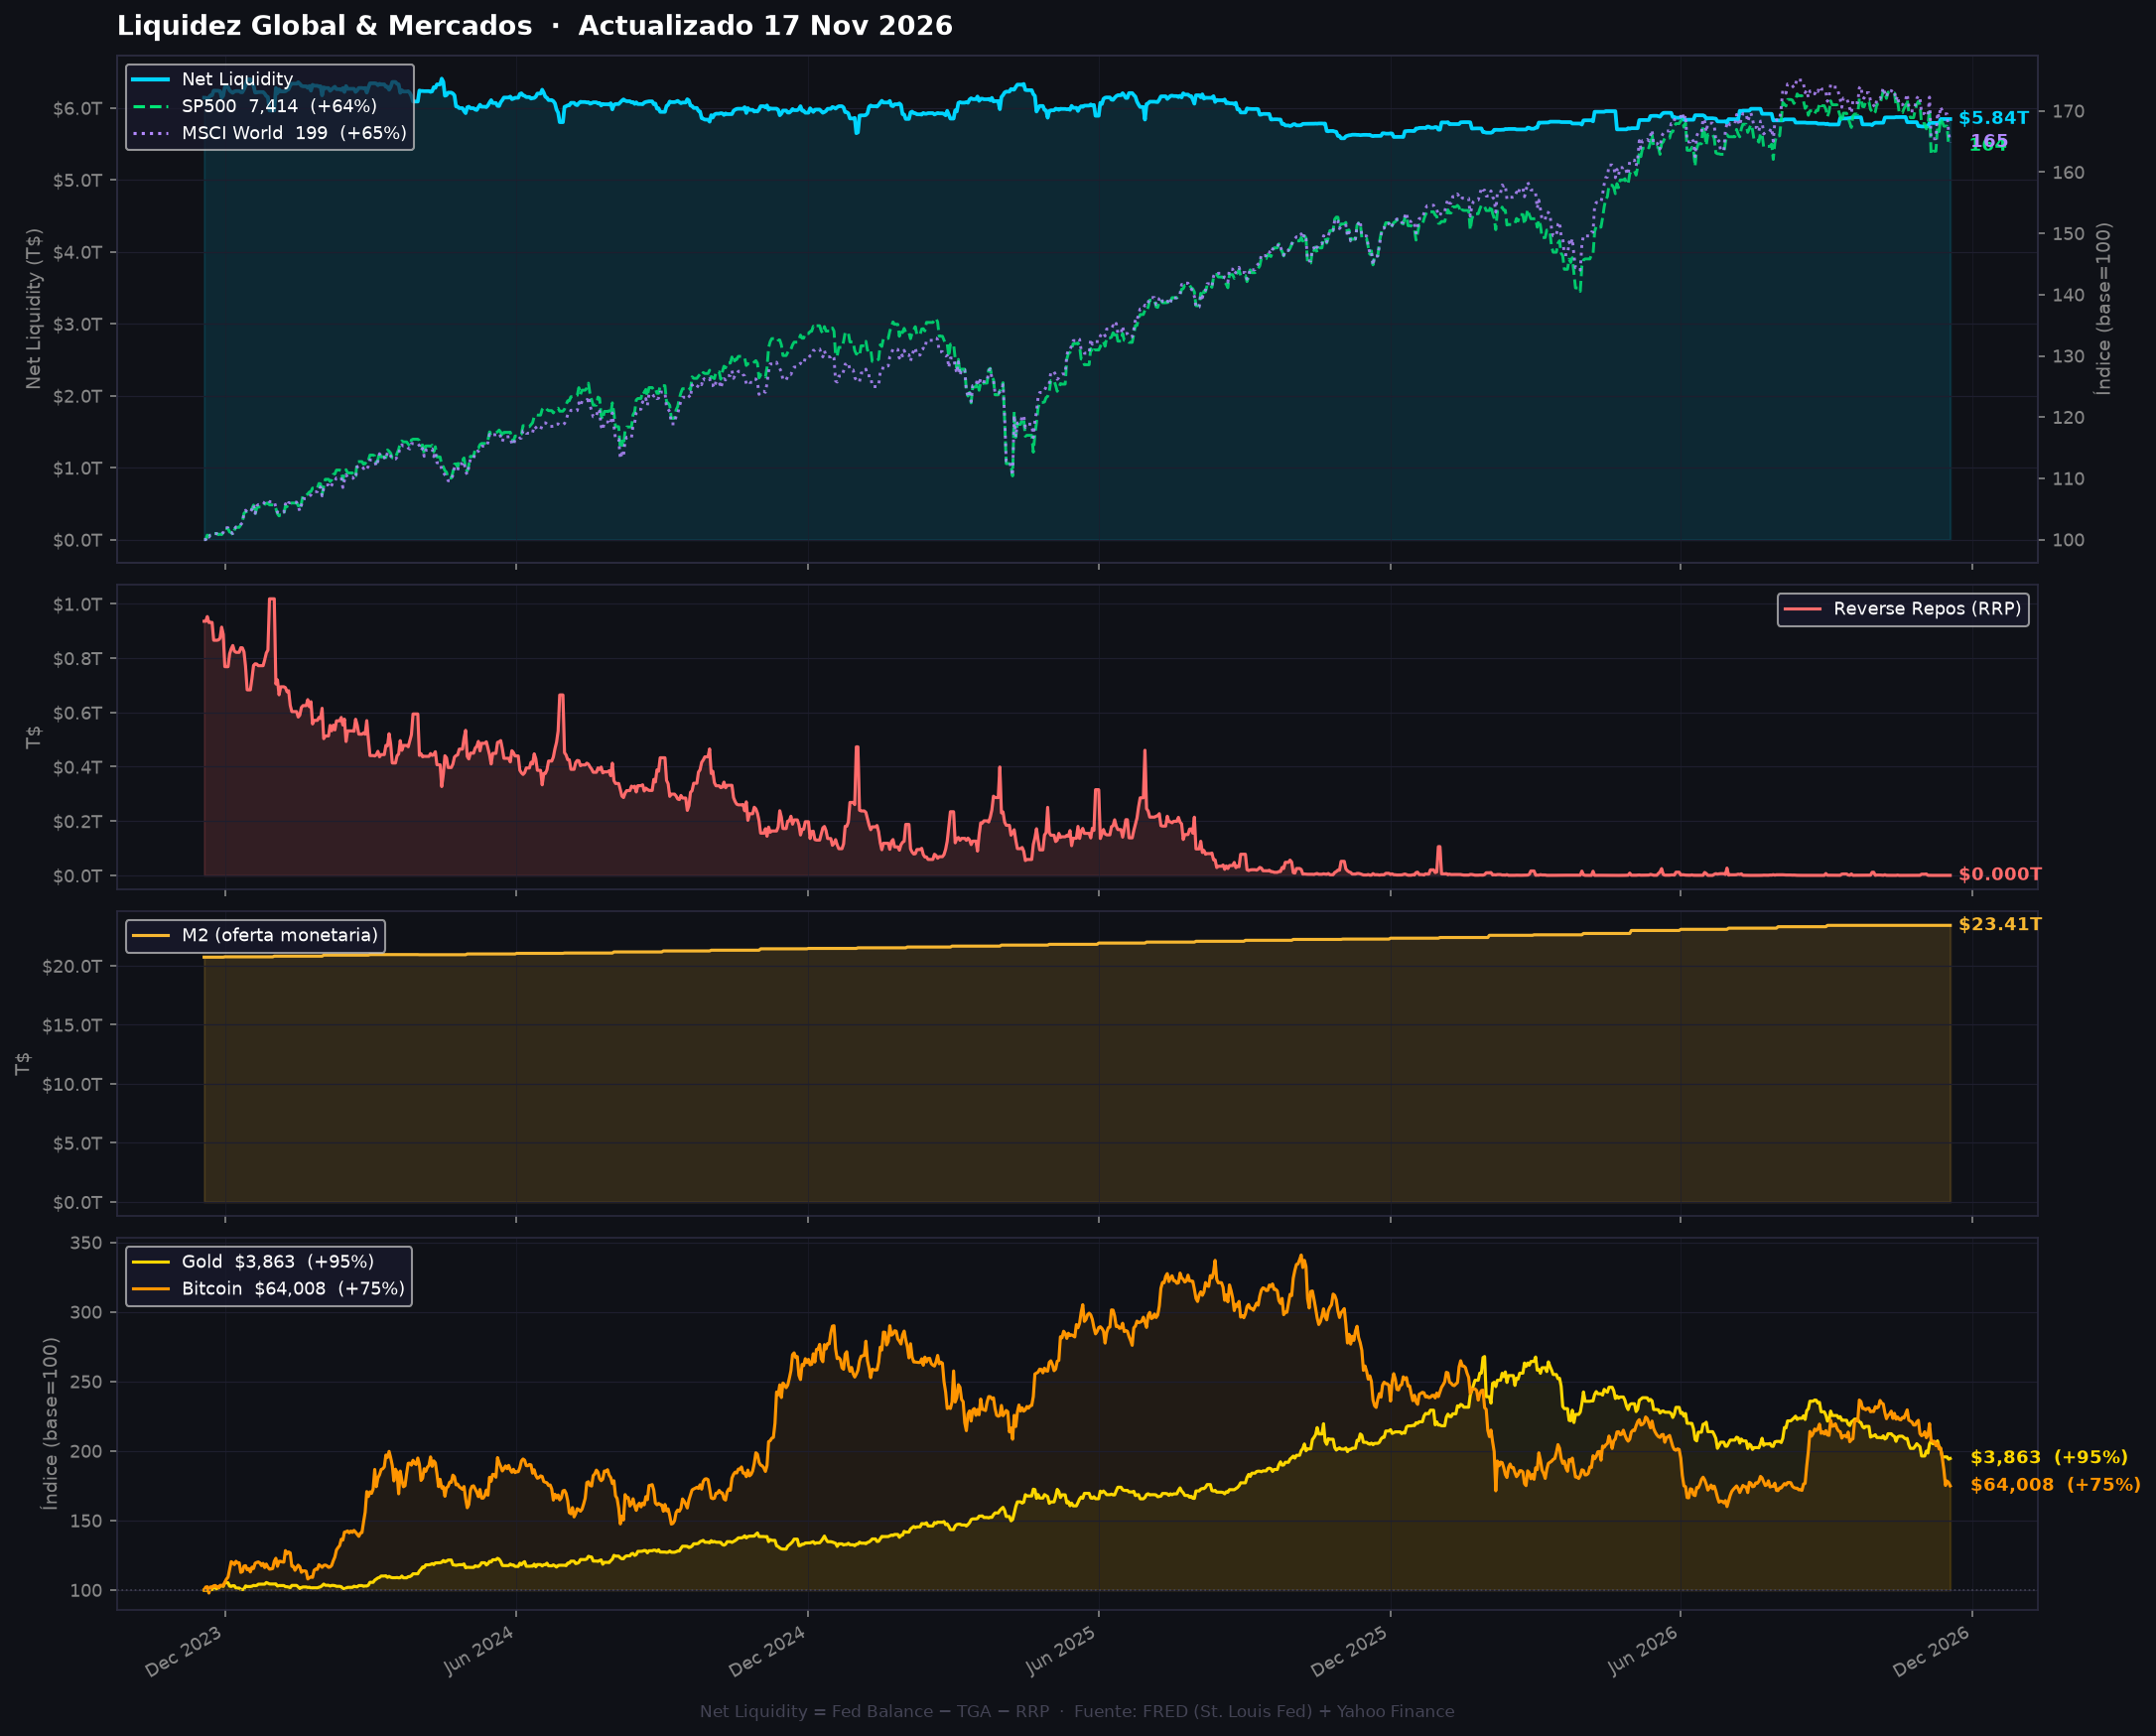 Liquidez Global & Mercados  ·  Actualizado 17 Nov 2026
Net Liquidity
SP500  7,414  (+64%)
MSCI World  199  (+65%)
Net Liquidity (T$)
$6.0T
$5.0T
$4.0T
$3.0T
$2.0T
$1.0T
$0.0T
170
160
150
140
130
120
110
100
Índice (base=100)
$5.84T
165
164
Reverse Repos (RRP)
T$
$1.0T
$0.8T
$0.6T
$0.4T
$0.2T
$0.0T
$0.000T
M2 (oferta monetaria)
T$
$20.0T
$15.0T
$10.0T
$5.0T
$0.0T
$23.41T
Gold  $3,863  (+95%)
Bitcoin  $64,008  (+75%)
Índice (base=100)
350
300
250
200
150
100
$3,863  (+95%)
$64,008  (+75%)
Dec 2023
Jun 2024
Dec 2024
Jun 2025
Dec 2025
Jun 2026
Dec 2026
Net Liquidity = Fed Balance − TGA − RRP  ·  Fuente: FRED (St. Louis Fed) + Yahoo Finance